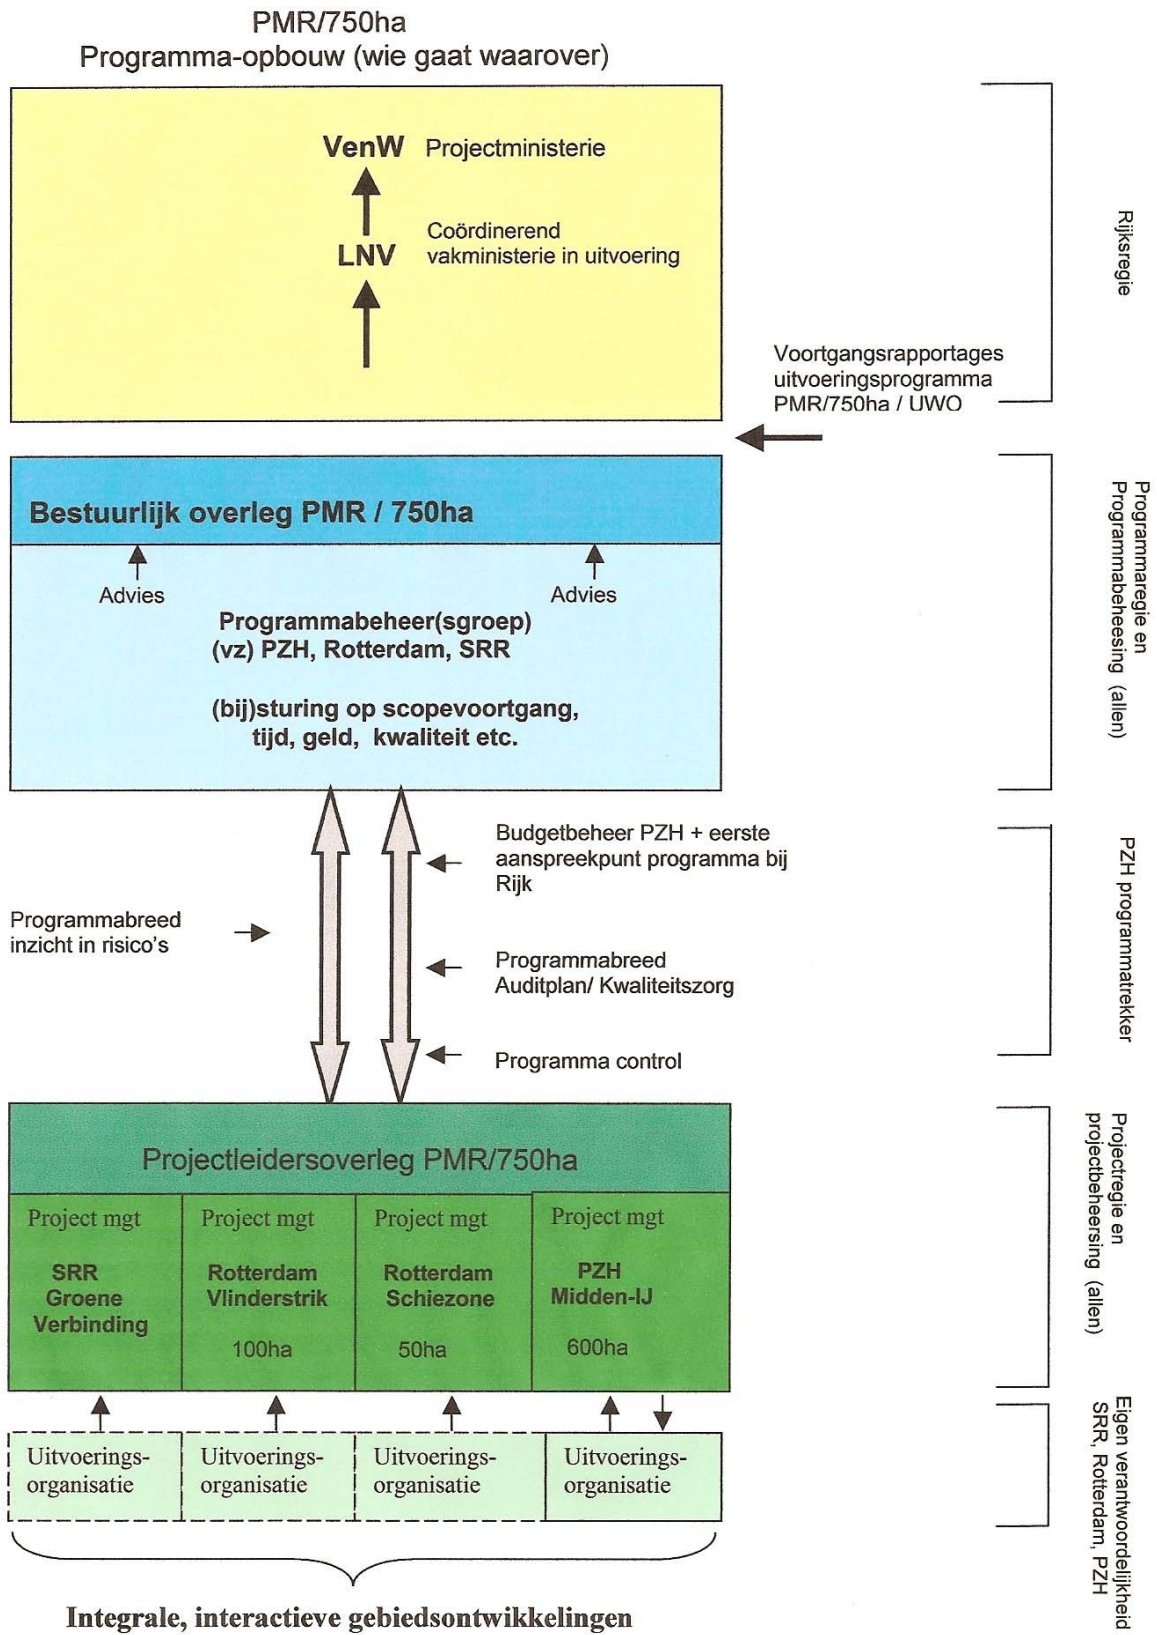 PMR/750ha
Programma-opbouw (wie gaat waarover)
VenW Projectministerie
Coördinerend
LNV vakministerie in uitvoering
Rijksregie
Voortgangsrapportages
uitvoeringsprogramma
PMR/750ha / UWO
Bestuurlijk overleg PMR / 750ha
Advies
Advies
Programmabeheer(sgroep)
(vz) PZH, Rotterdam, SRR
(bij)sturing op scopevoortgang,
tijd, geld, kwaliteit etc.
Programmaregie en
Programmabeheesing (allen)
Budgetbeheer PZH + eerste
aanspreekpunt programma bij
Rijk
Programmabreed
inzicht in risico's
Programmabreed
Auditplan/ Kwaliteitszorg
Programma control
PZH programmatrekker
Projectleidersoverleg PMR/750ha
Project mgt
SRR
Groene
Verbinding
Project mgt
Rotterdam
Vlinderstrik
100ha
Project mgt
Rotterdam
Schiezone
50ha
Project mgt
PZH
Midden-IJ
600ha
Projectregie en
projectbeheersing (allen)
Uitvoerings-
organisatie
Uitvoerings-
organisatie
Uitvoerings-
organisatie
Uitvoerings-
organisatie
Eigen verantwoordelijkheid
SRR, Rotterdam, PZH
Integrale, interactieve gebiedsontwikkelingen